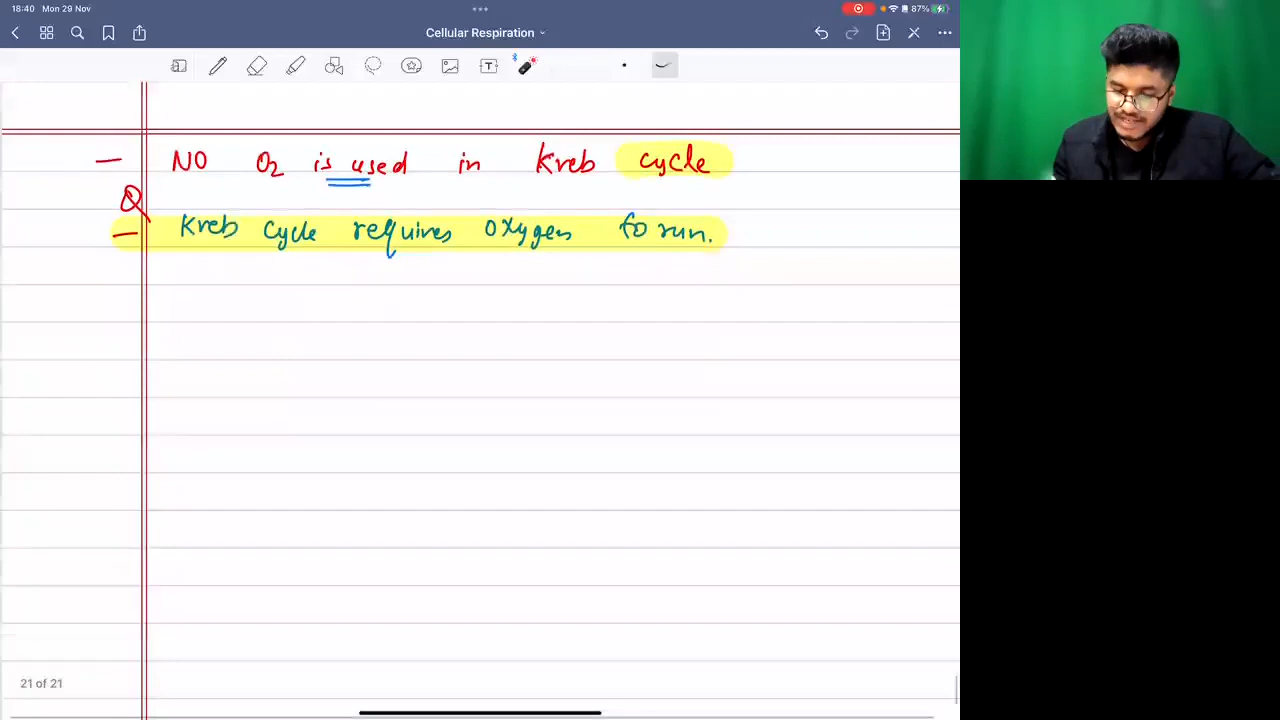 18:40 Mon 29 Nov
87%
Cellular Respiration
T
— NO O2 is used in Kreb cycle
Q
— Kreb cycle requires oxygen to run.
21 of 21